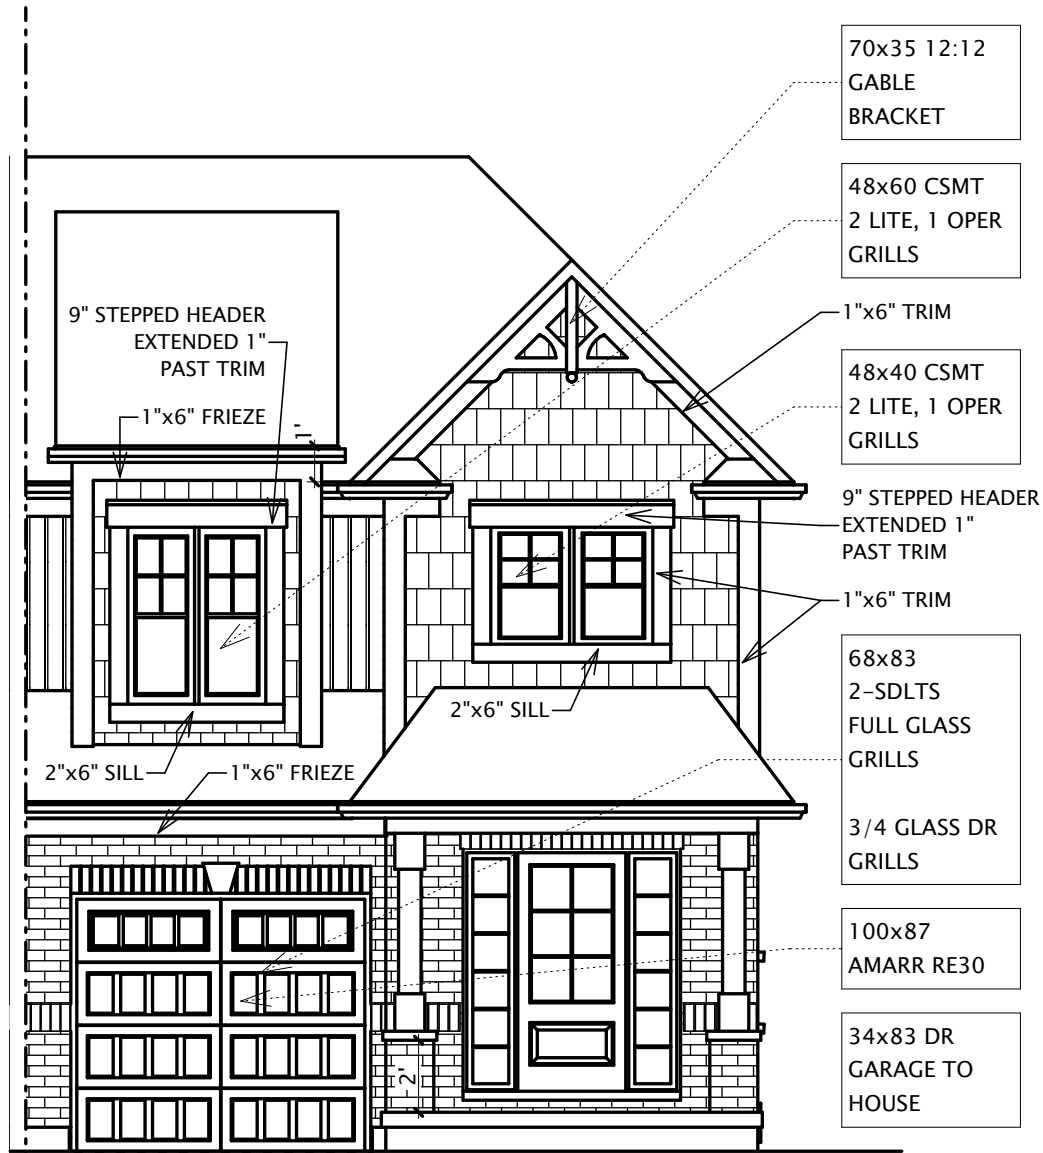 70x35 12:12
GABLE
BRACKET
48x60 CSMT
2 LITE, 1 OPER
GRILLS
9" STEPPED HEADER
EXTENDED 1"
PAST TRIM
1"x6" TRIM
48x40 CSMT
2 LITE, 1 OPER
GRILLS
1"x6" FRIEZE
1'
9" STEPPED HEADER
EXTENDED 1"
PAST TRIM
1"x6" TRIM
68x83
2-SDLTS
FULL GLASS
GRILLS
3/4 GLASS DR
GRILLS
2"x6" SILL
2"x6" SILL
1"x6" FRIEZE
100x87
AMARR RE30
34x83 DR
GARAGE TO
HOUSE
2'